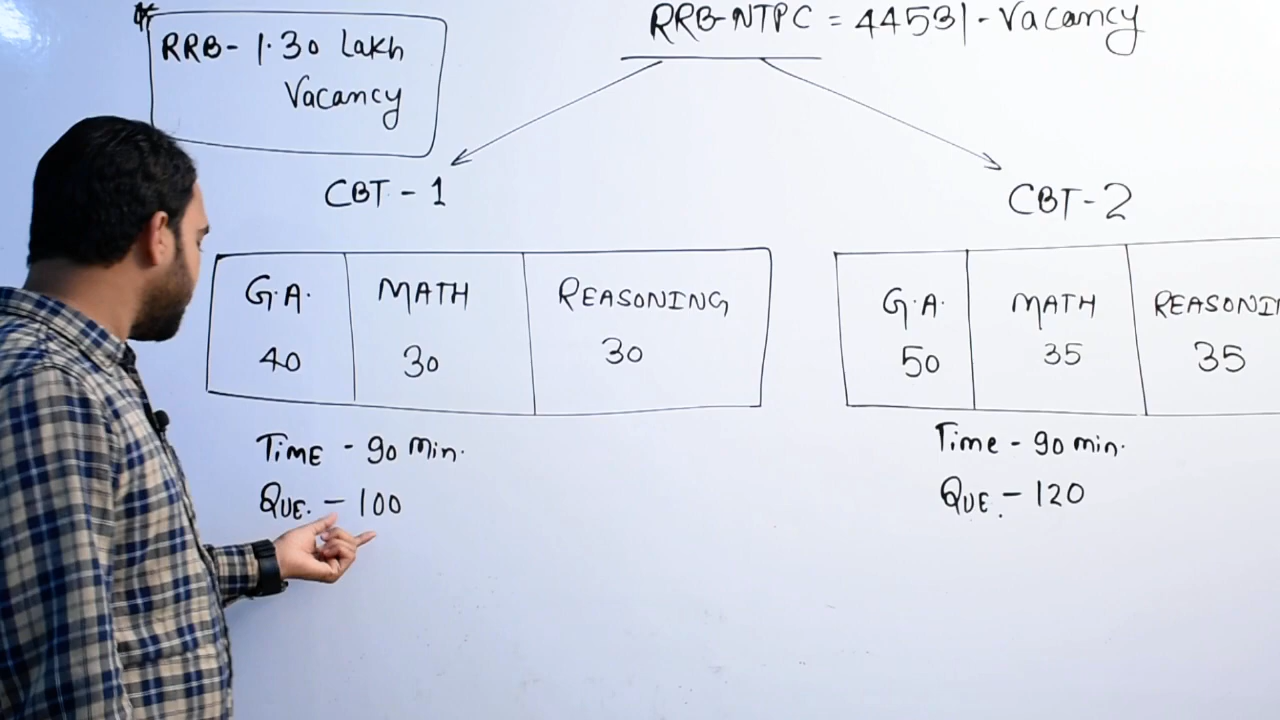 RRB-NTPC = 44531 - Vacancy
RRB- 1.30 Lakh
Vacancy
CBT - 1
CBT - 2
G.A. MATH REASONING
40 30 30
G.A. MATH
50 35 35
TIME - 90 Min.
QUE. - 100
Time - 90 min.
QUE. - 120